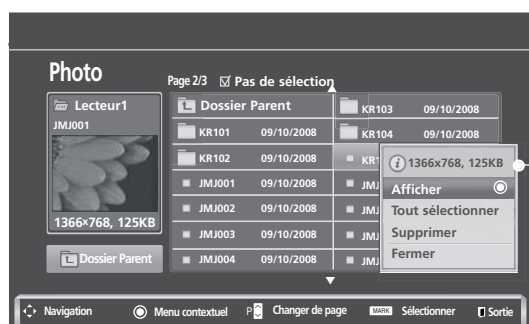 Photo
Page 2/3 Pas de sélection
Lecteur1
JMJ001
1366×768, 125KB
Dossier Parent
Dossier Parent
KR101 09/10/2008
KR102 09/10/2008
JMJ001 09/10/2008
JMJ002 09/10/2008
JMJ003 09/10/2008
JMJ004 09/10/2008
KR103 09/10/2008
KR104 09/10/2008
1366x768, 125KB
Afficher
Tout sélectionner
Supprimer
Fermer
Navigation Menu contextuel P Changer de page MARK Sélectionner Sortie